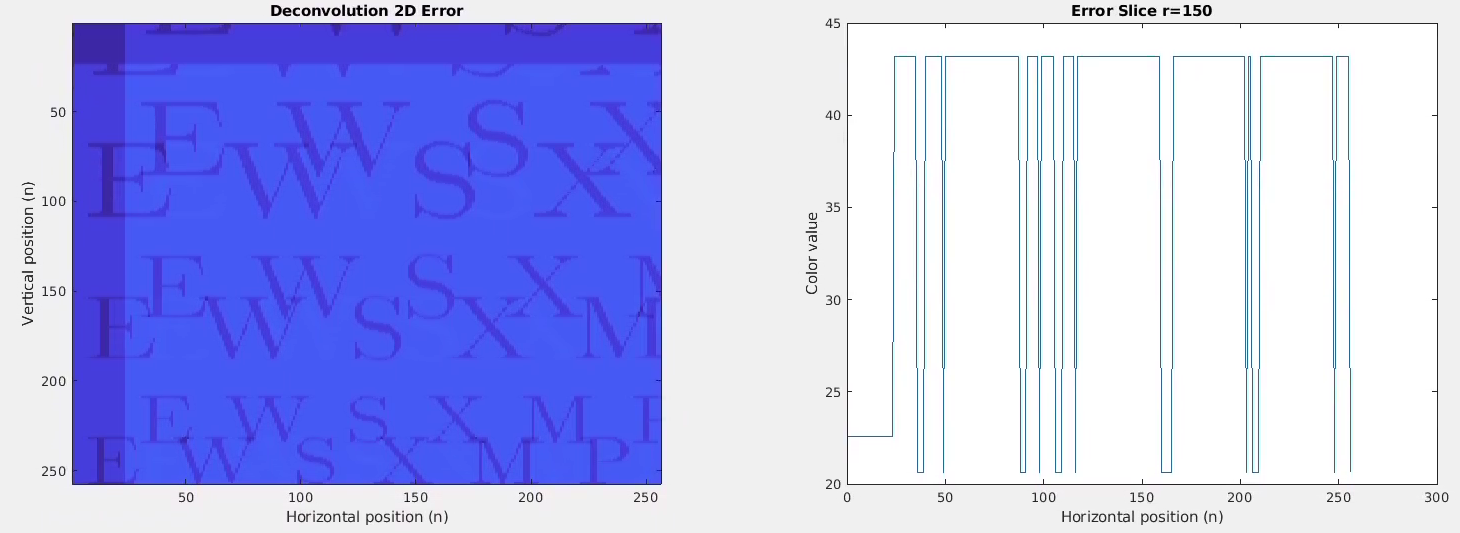 Deconvolution 2D Error
Error Slice r=150
E W S X
E W S X
E W S X M
E W S X M
E W S X M P
E W S X M P
Vertical position (n)
50
100
150
200
250
50
100
150
200
250
Horizontal position (n)
Color value
45
40
35
30
25
20
0
50
100
150
200
250
300
Horizontal position (n)